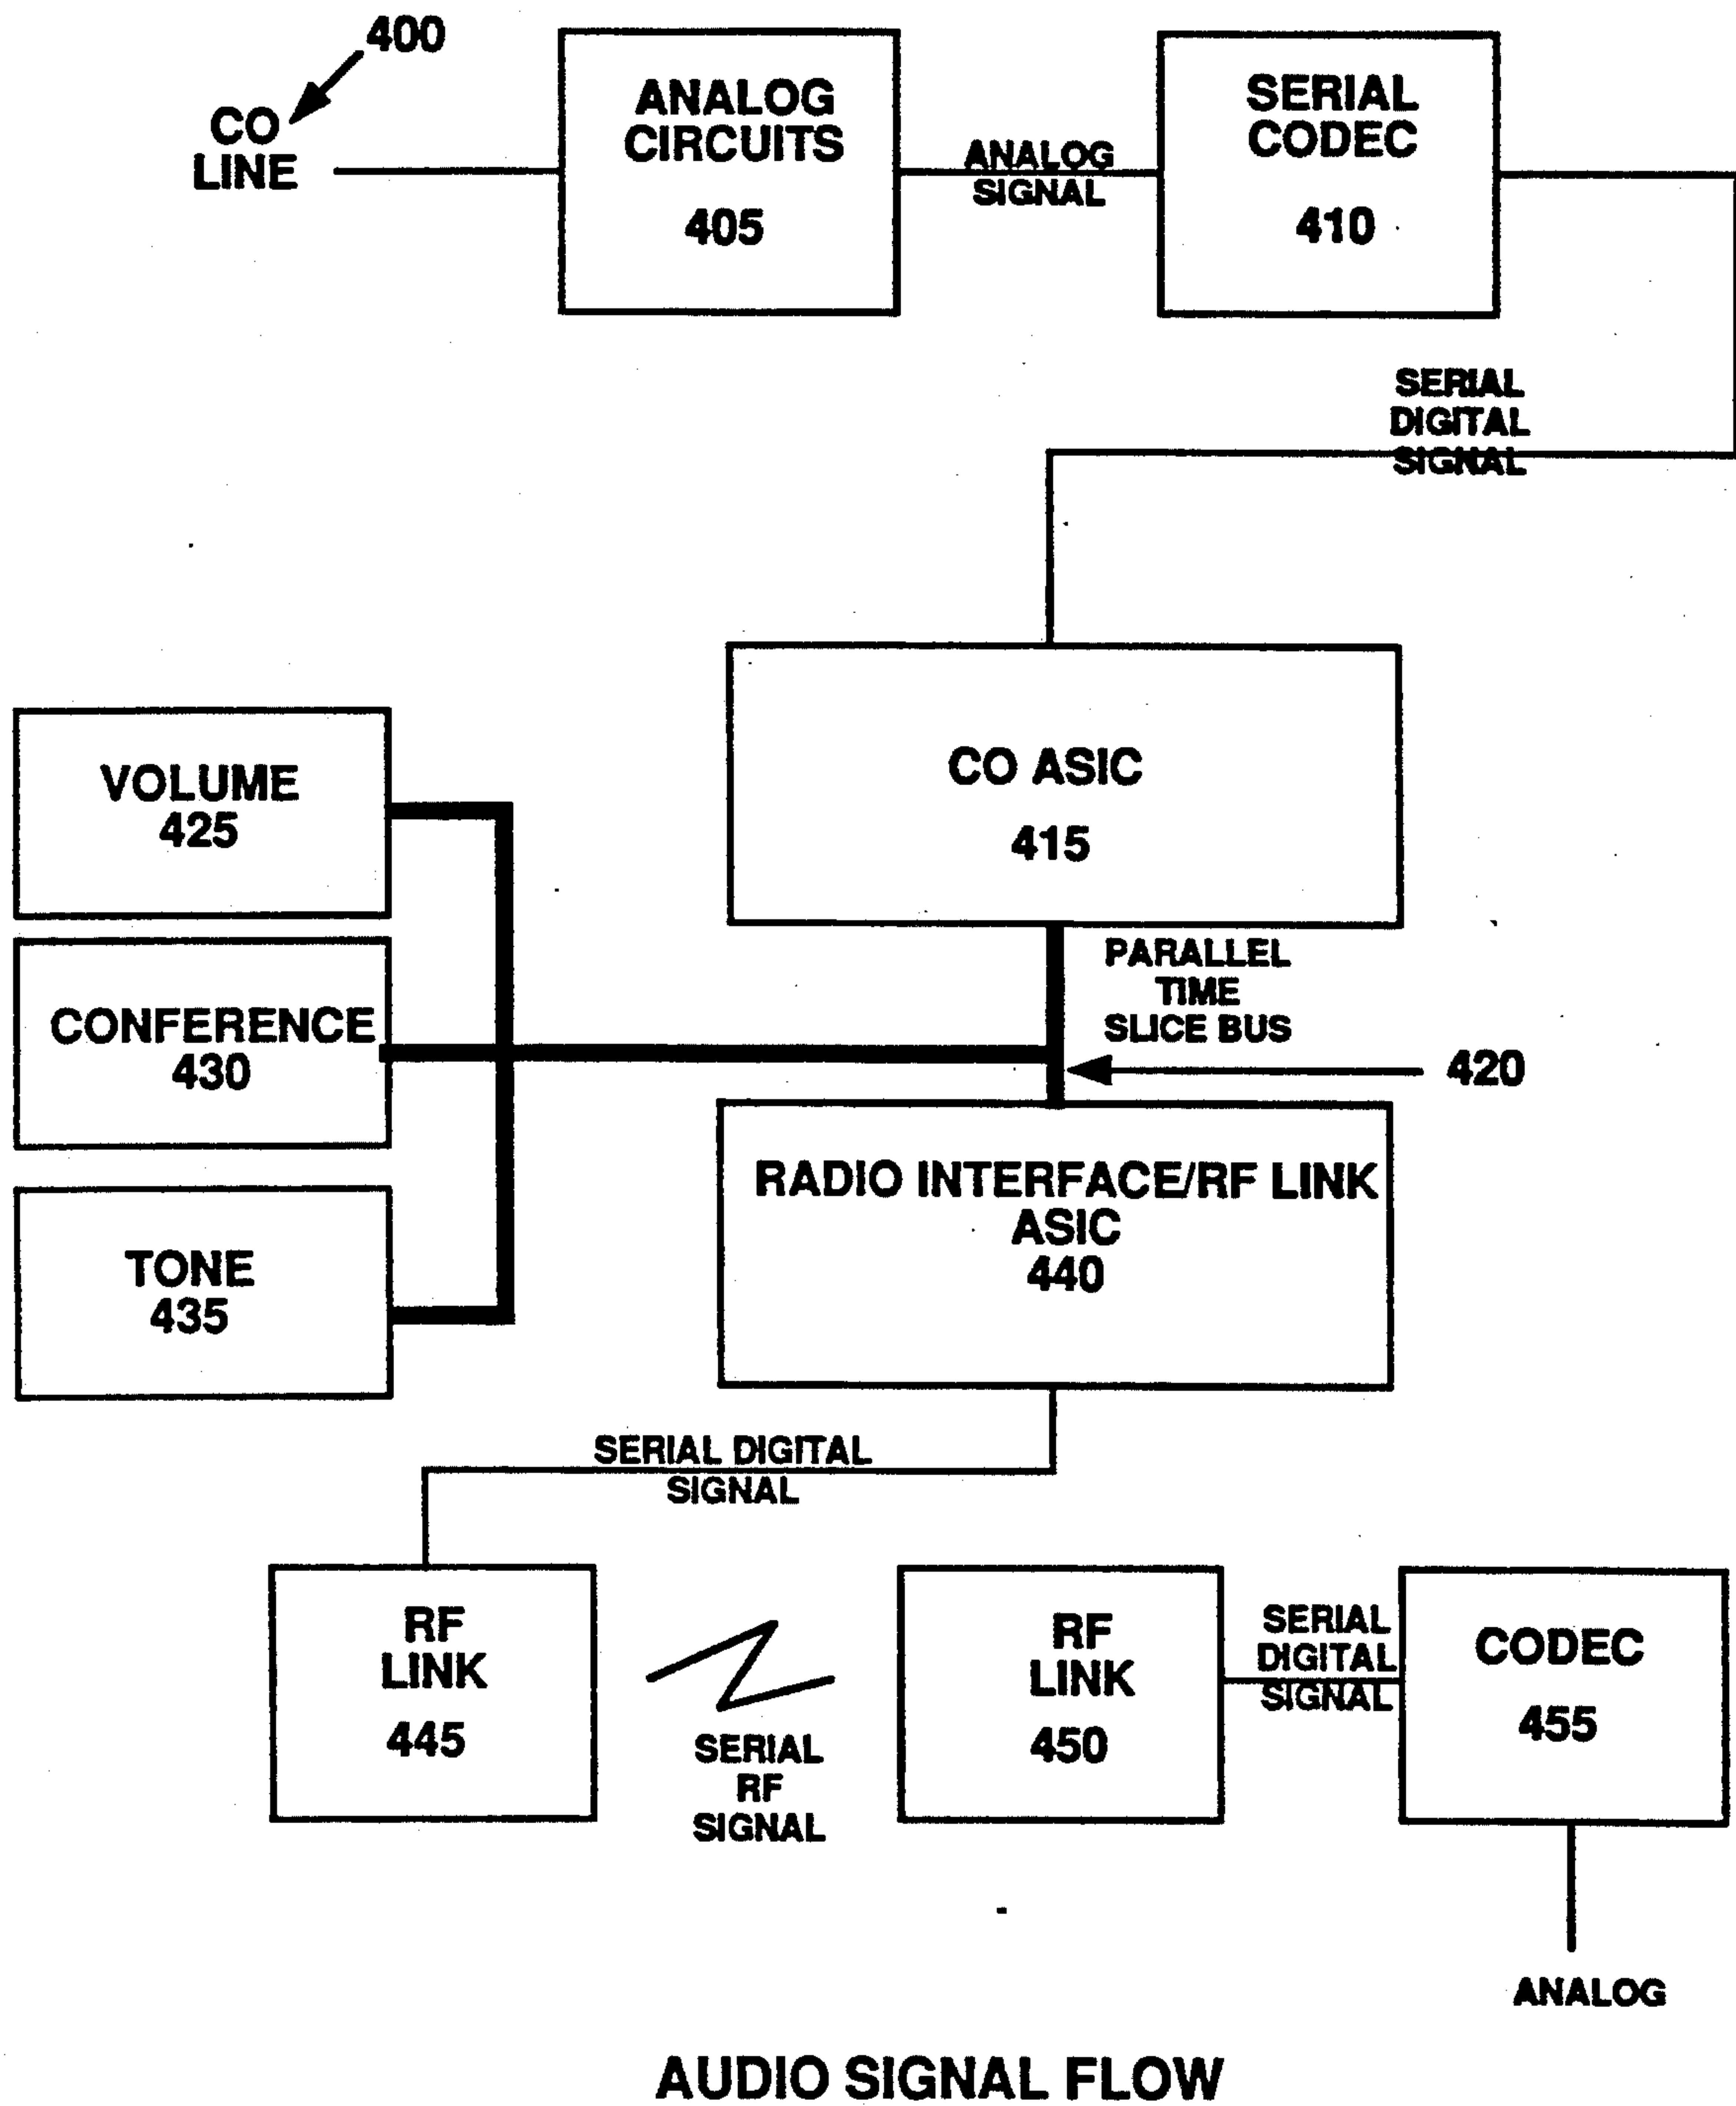 400
CO
LINE
ANALOG
CIRCUITS
405
ANALOG
SIGNAL
SERIAL
CODEC
410
SERIAL
DIGITAL
SIGNAL
CO ASIC
415
VOLUME
425
CONFERENCE
430
TONE
435
PARALLEL
TIME
SLICE BUS
420
RADIO INTERFACE/RF LINK
ASIC
440
SERIAL DIGITAL
SIGNAL
RF
LINK
445
SERIAL
RF
SIGNAL
RF
LINK
450
SERIAL
DIGITAL
SIGNAL
CODEC
455
ANALOG
AUDIO SIGNAL FLOW